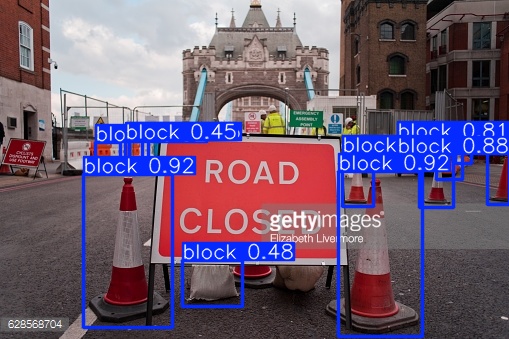 EMERGENCY
ASSEMBLY
POINT
block 0.45
block 0.81
block 0.88
block 0.92
block 0.92
ROAD
CLOSED
gettyimages
Elizabeth Livermore
block 0.48
CYCLISTS
628568704